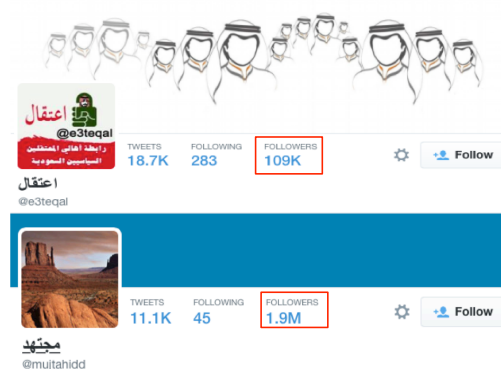 اعتقال
@e3teqal
رابطة أهالي المعتقلين
السياسيين السعودية
TWEETS FOLLOWING FOLLOWERS
18.7K 283 109K
Follow
اعتقال
@e3teqal
TWEETS FOLLOWING FOLLOWERS
11.1K 45 1.9M
Follow
مجتهد
@mujtahidd